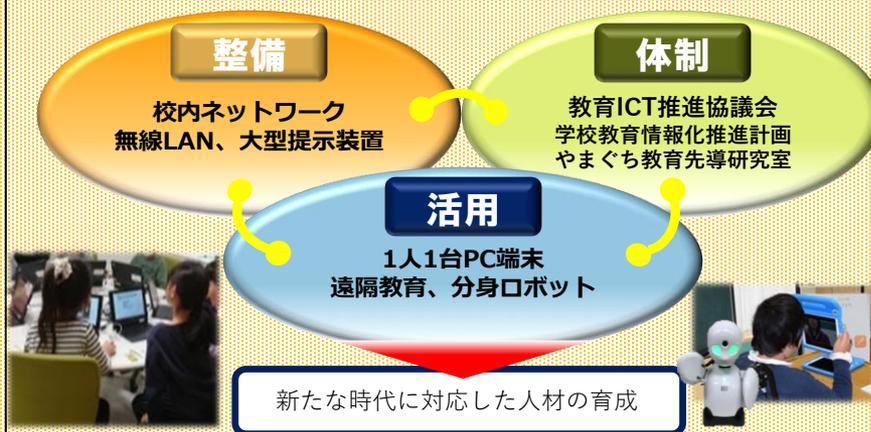 整備
校内ネットワーク
無線LAN、大型提示装置
体制
教育ICT推進協議会
学校教育情報化推進計画
やまぐち教育先導研究室
活用
1人1台PC端末
遠隔教育、分身ロボット
新たな時代に対応した人材の育成